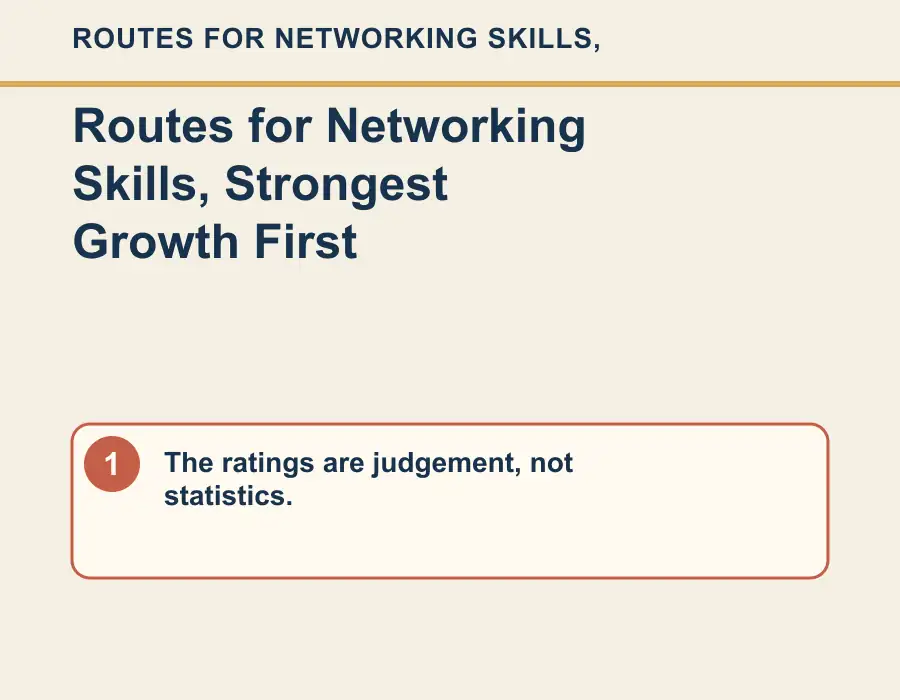 ROUTES FOR NETWORKING SKILLS,
Routes for Networking
Skills, Strongest
Growth First
1
The ratings are judgement, not
statistics.